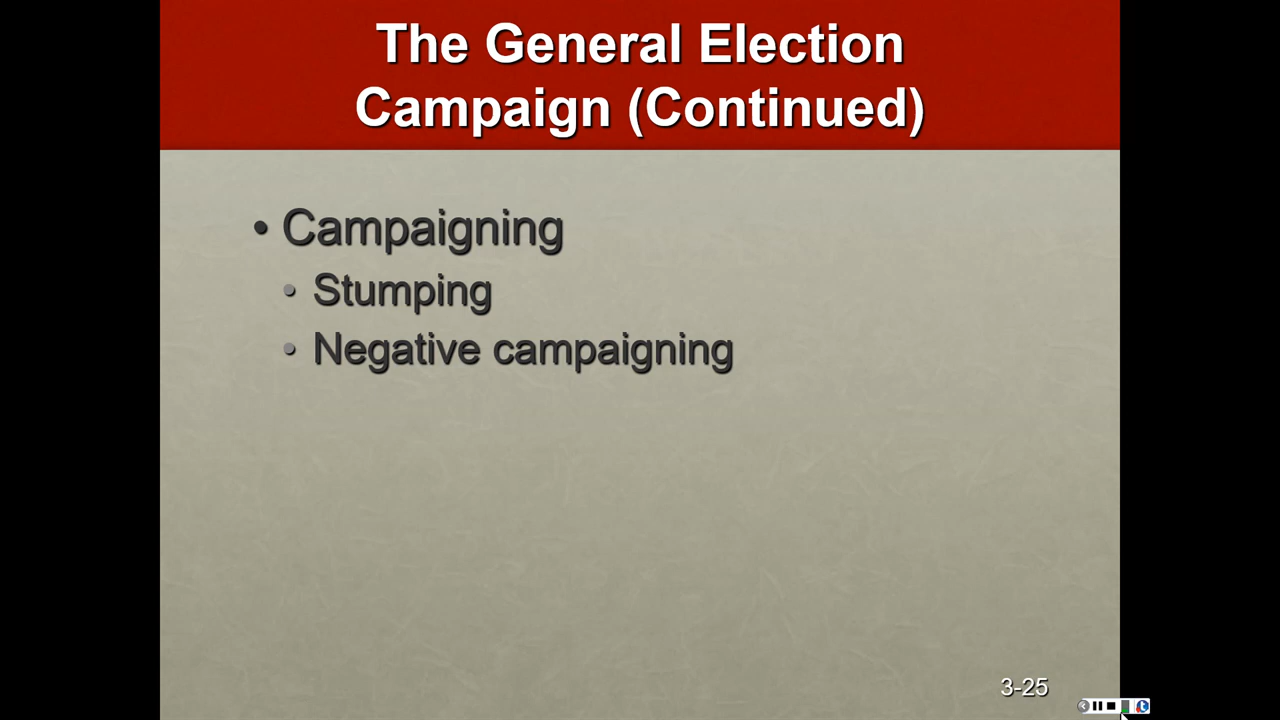 The General Election
Campaign (Continued)
• Campaigning
• Stumping
• Negative campaigning
3-25